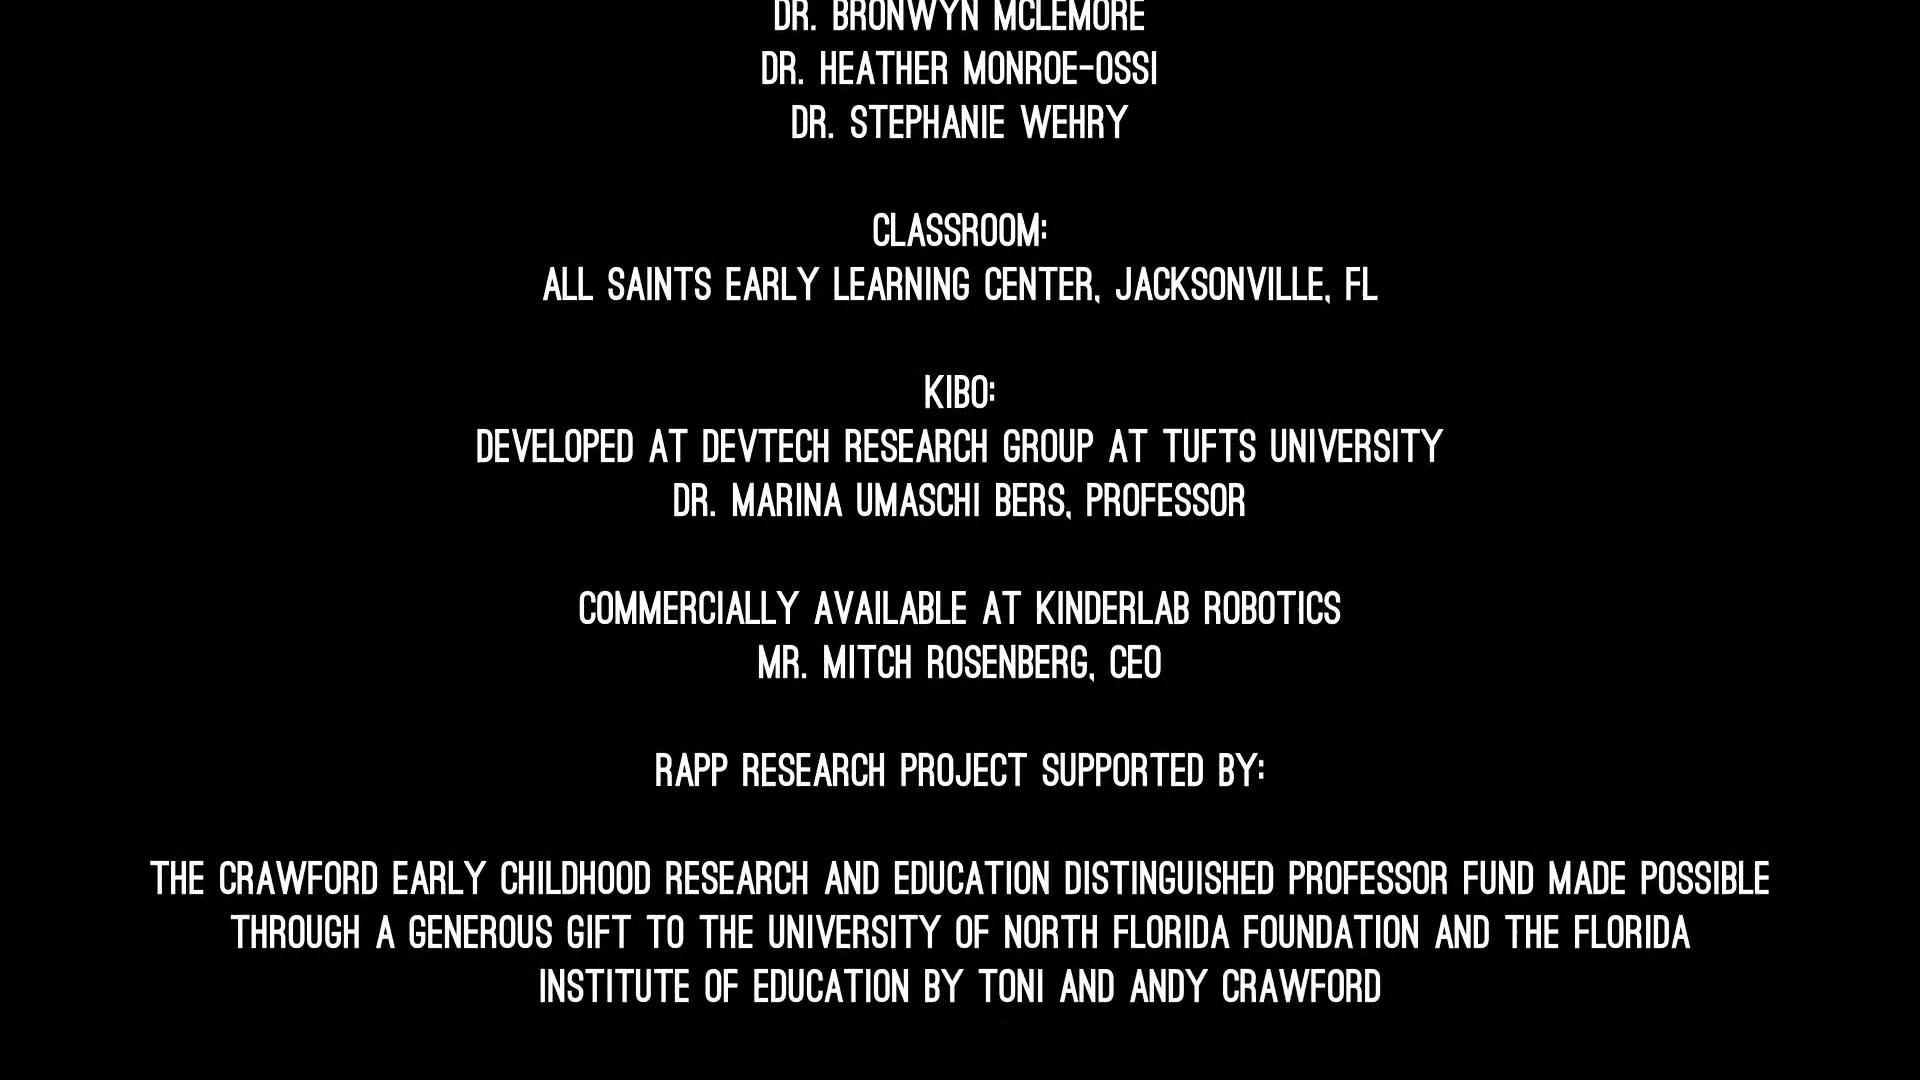 DR. BRONWYN MCLEMORE
DR. HEATHER MONROE-OSSI
DR. STEPHANIE WEHRY
CLASSROOM:
ALL SAINTS EARLY LEARNING CENTER, JACKSONVILLE, FL
KIBO:
DEVELOPED AT DEVTECH RESEARCH GROUP AT TUFTS UNIVERSITY
DR. MARINA UMASCHI BERS, PROFESSOR
COMMERCIALLY AVAILABLE AT KINDERLAB ROBOTICS
MR. MITCH ROSENBERG, CEO
RAPP RESEARCH PROJECT SUPPORTED BY:
THE CRAWFORD EARLY CHILDHOOD RESEARCH AND EDUCATION DISTINGUISHED PROFESSOR FUND MADE POSSIBLE
THROUGH A GENEROUS GIFT TO THE UNIVERSITY OF NORTH FLORIDA FOUNDATION AND THE FLORIDA
INSTITUTE OF EDUCATION BY TONI AND ANDY CRAWFORD